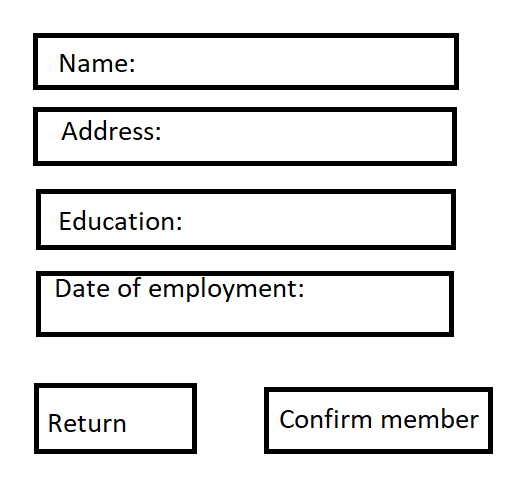 Name:
Address:
Education:
Date of employment:
Return
Confirm member